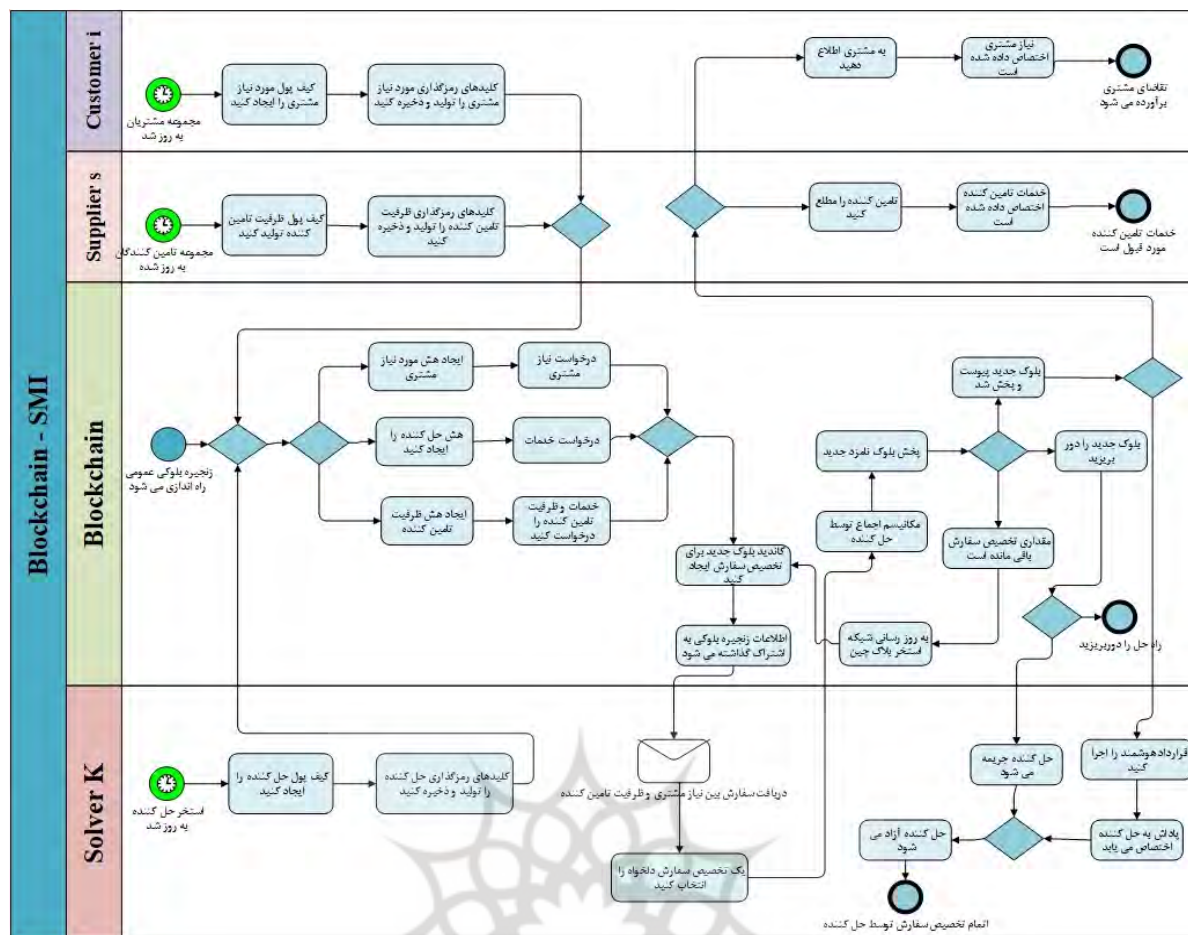 Blockchain - SMI
Customer i
مجموعه مشتریان
به روز شد
کیف پول مورد نیاز
مشتری را ایجاد کنید
کلیدهای رمزگذاری مورد نیاز
مشتری را تولید و ذخیره کنید
به مشتری اطلاع
دهید
نیاز مشتری
اختصاص داده شده
است
تقاضای مشتری
برآورده می شود
Supplier s
مجموعه تامین کنندگان
به روز شده
کیف پول ظرفیت تامین
کننده تولید کنید
کلیدهای رمزگذاری ظرفیت
تامین کننده را تولید و ذخیره
کنید
تامین کننده را مطلع
کنید
خدمات تامین کننده
اختصاص داده شده
است
خدمات تامین کننده
مورد قبول است
Blockchain
زنجیره بلوکی عمومی
راه اندازی می شود
ایجاد هش مورد نیاز
مشتری
درخواست نیاز
مشتری
هش حل کننده را
ایجاد کنید
درخواست خدمات
ایجاد هش ظرفیت
تامین کننده
خدمات و ظرفیت
تامین کننده را
درخواست کنید
کاندید بلوک جدید برای
تخصیص سفارش ایجاد
کنید
اطلاعات زنجیره بلوکی به
اشتراک گذاشته می شود
مکانیسم اجماع توسط
حل کننده
پخش بلوک نامزد جدید
بلوک جدید پیوست
و پخش شد
بلوک جدید را دور
بریزید
مقداری تخصیص سفارش
باقی مانده است
به روز رسانی شبکه
استخر بلاک چین
راه حل را دوربریزید
Solver K
استخر حل کننده
به روز شد
کیف پول حل کننده را
ایجاد کنید
کلیدهای رمزگذاری حل کننده
را تولید و ذخیره کنید
دریافت سفارش بین نیاز مشتری و ظرفیت تامین کننده
یک تخصیص سفارش دلخواه را
انتخاب کنید
حل کننده جریمه
می شود
قرارداد هوشمند را اجرا
کنید
پاداش به حل کننده
اختصاص می یابد
حل کننده آزاد می
شود
اتمام تخصیص سفارش توسط حل کننده